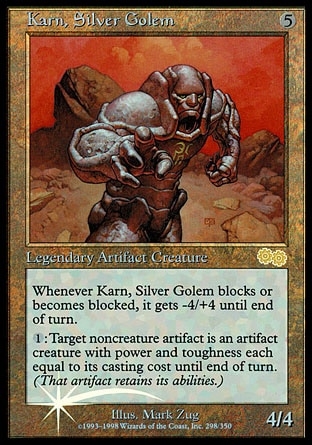 Karn, Silver Golem 5
Legendary Artifact Creature
Whenever Karn, Silver Golem blocks or
becomes blocked, it gets -4/+4 until end
of turn.
1 : Target noncreature artifact is an artifact
creature with power and toughness each
equal to its casting cost until end of turn.
(That artifact retains its abilities.)
Illus. Mark Zug
©1993-1998 Wizards of the Coast, Inc. 298/350
4/4